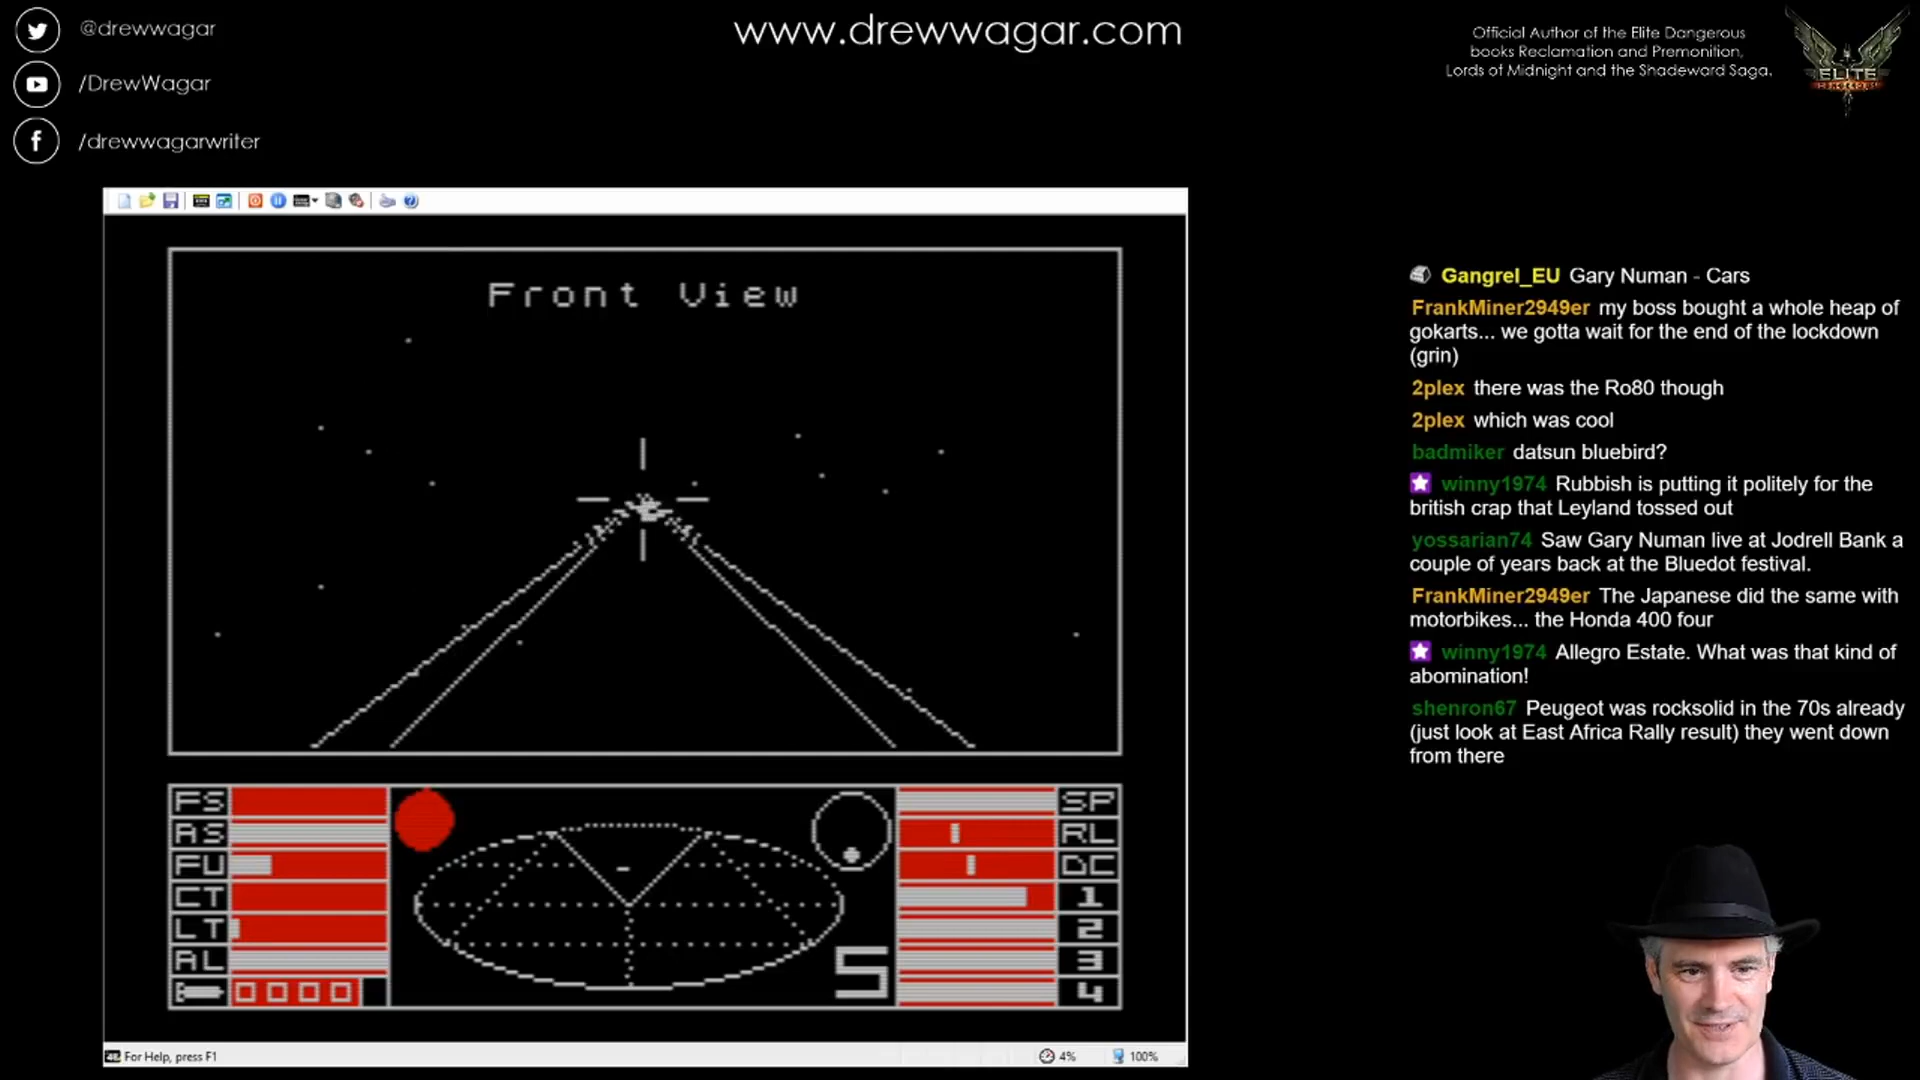 @drewwagar
/DrewWagar
/drewwagarwriter
www.drewwagar.com
Official Author of the Elite Dangerous
books Reclamation and Premonition,
Lords of Midnight and the Shadeward Saga.
ELITE
DANGEROUS
Front View
FS
AS
FU
CT
LT
AL
S
SP
RL
DC
1
2
3
4
For Help, press F1
4%
100%
Gangrel_EU Gary Numan - Cars
FrankMiner2949er my boss bought a whole heap of
gokarts... we gotta wait for the end of the lockdown
(grin)
2plex there was the Ro80 though
2plex which was cool
badmiker datsun bluebird?
winny1974 Rubbish is putting it politely for the
british crap that Leyland tossed out
yossarian74 Saw Gary Numan live at Jodrell Bank a
couple of years back at the Bluedot festival.
FrankMiner2949er The Japanese did the same with
motorbikes... the Honda 400 four
winny1974 Allegro Estate. What was that kind of
abomination!
shenron67 Peugeot was rocksolid in the 70s already
(just look at East Africa Rally result) they went down
from there